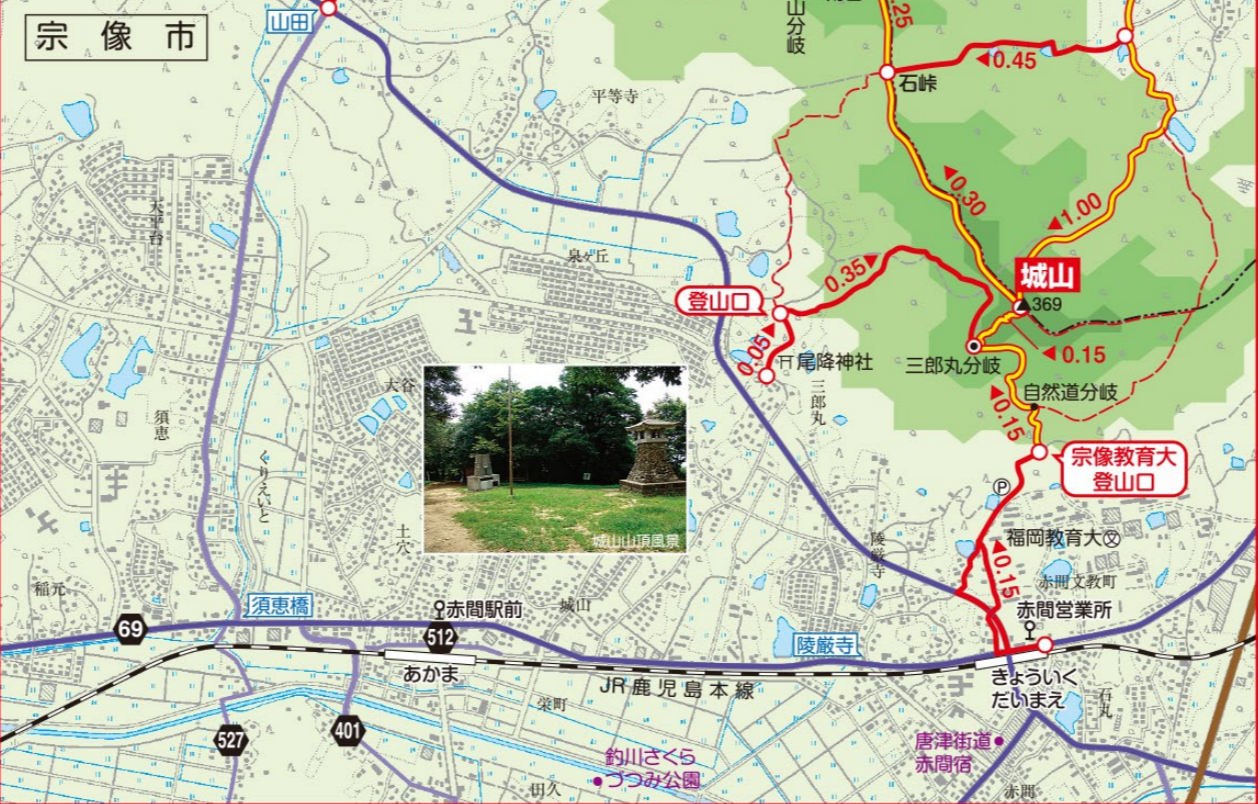 宗像市
山田
.25
山分岐
平等寺
◀0.45
石峠
天平台
◀0.30
◀1.00
泉ヶ丘
城山
369
登山口
0.35▶
0.05▶
尾降神社
三郎丸
三郎丸分岐
◀0.15
自然道分岐
▶0.15
大谷
須恵
くりえいと
土穴
城山山頂風景
宗像教育大
登山口
P
陵厳寺
福岡教育大文
▶0.15
赤間文教町
稲元
須恵橋
赤間駅前
城山
赤間営業所
69
512
陵厳寺
あかま
JR鹿児島本線
きょういく
だいまえ
栄町
石丸
527
401
釣川さくら
づつみ公園
唐津街道
赤間宿
田久
赤間